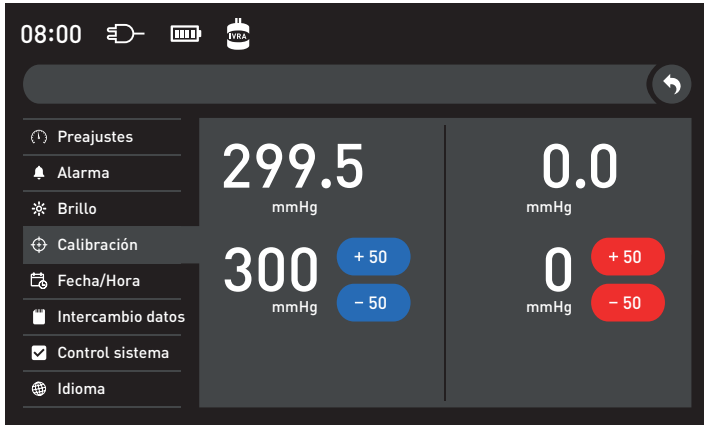 08:00
IVRA
Preajustes
Alarma
Brillo
Calibración
Fecha/Hora
Intercambio datos
Control sistema
Idioma
299.5
mmHg
300
mmHg
+ 50
− 50
0.0
mmHg
0
mmHg
+ 50
− 50